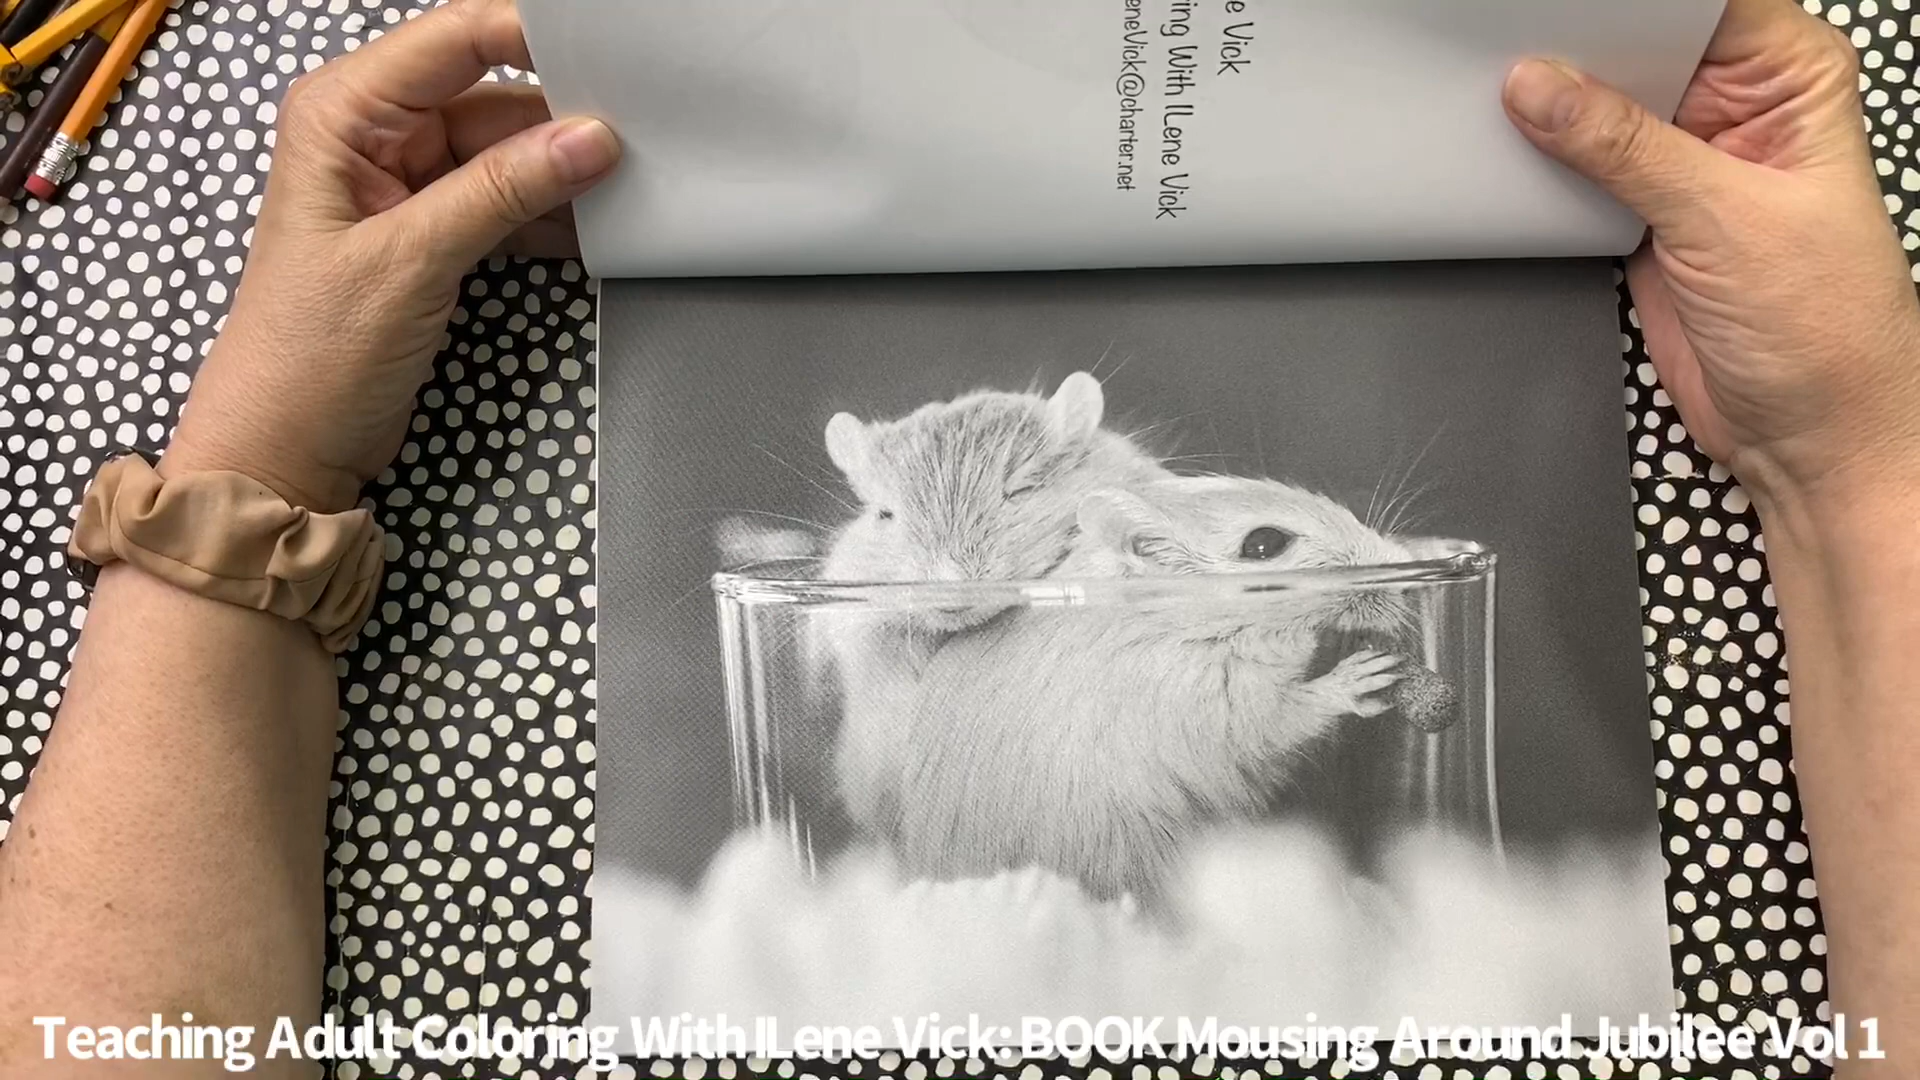 e Vick
ring With ILene Vick
eneVick@charter.net
Teaching Adult Coloring With ILene Vick: BOOK Mousing Around Jubilee Vol 1